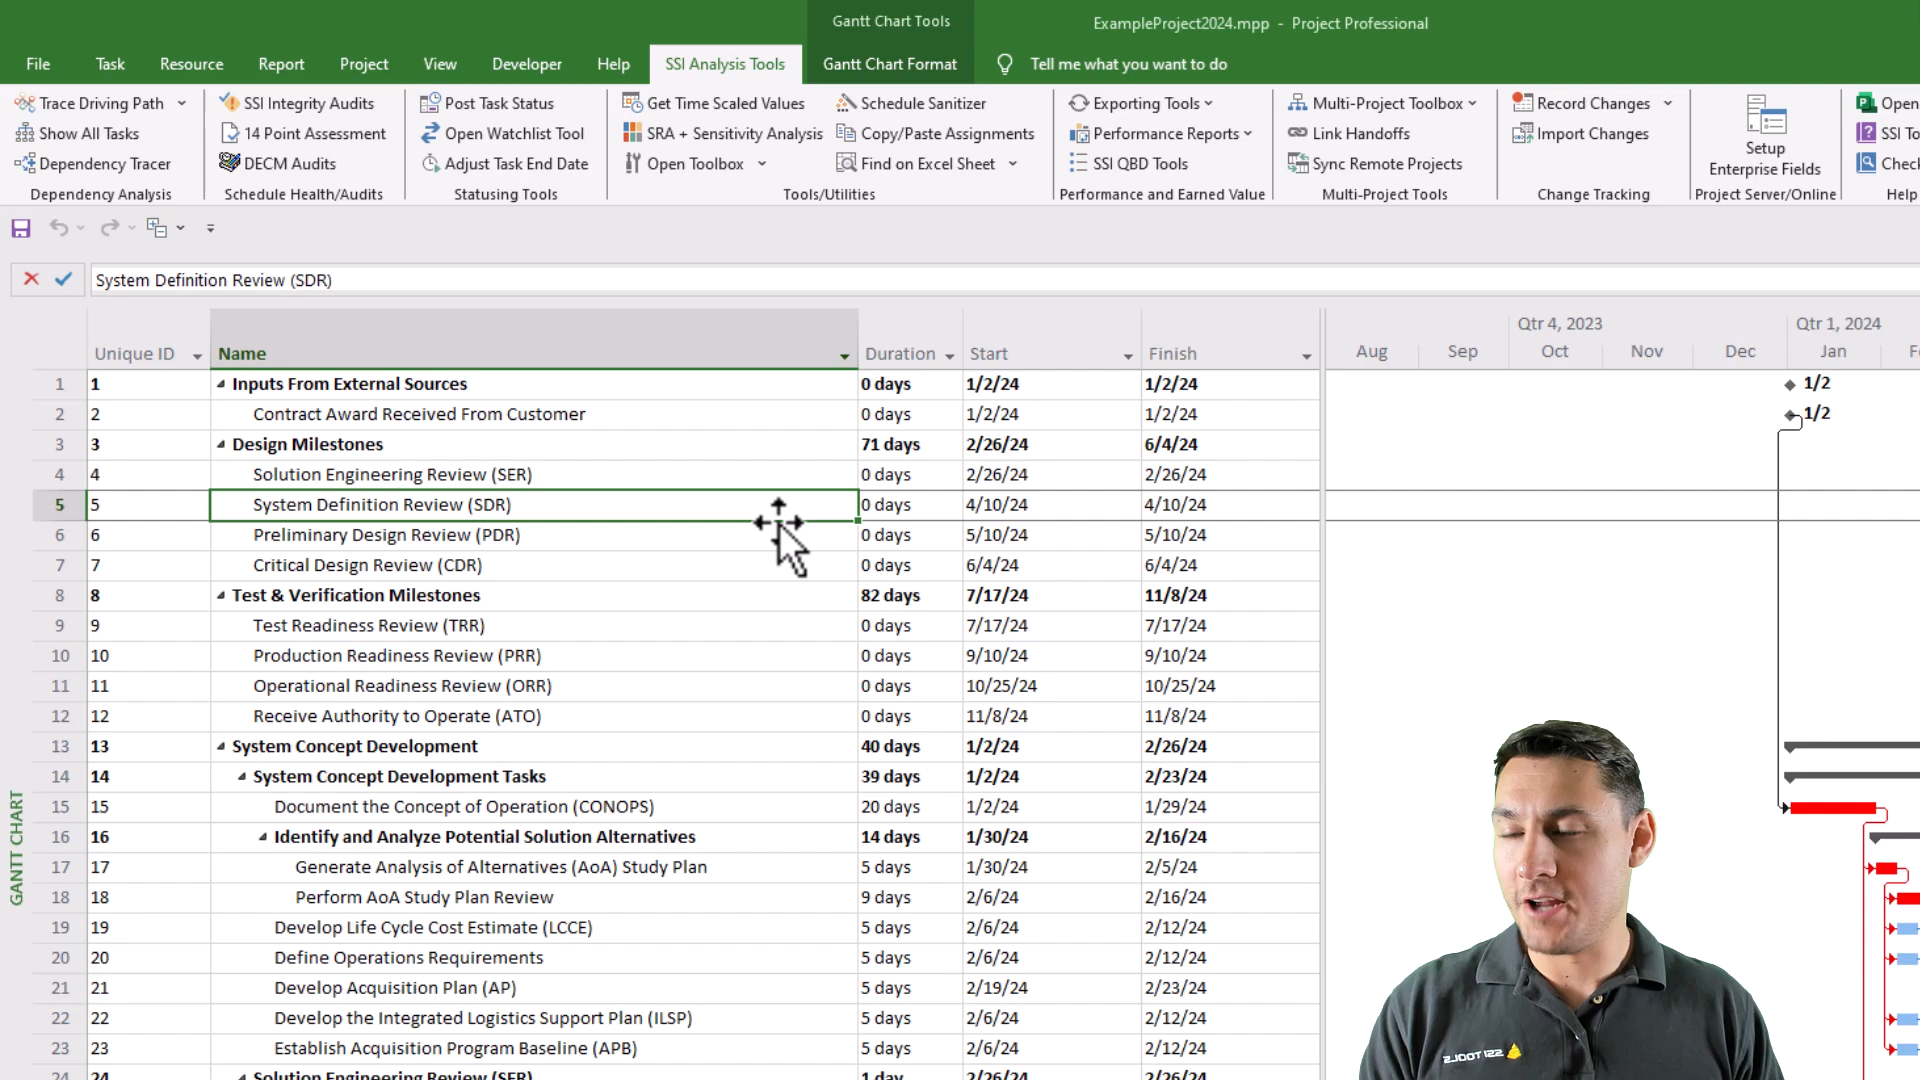 Gantt Chart Tools
ExampleProject2024.mpp - Project Professional
File Task Resource Report Project View Developer Help SSI Analysis Tools Gantt Chart Format Tell me what you want to do
Trace Driving Path SSI Integrity Audits Post Task Status Get Time Scaled Values Schedule Sanitizer Exporting Tools Multi-Project Toolbox Record Changes Open
Show All Tasks 14 Point Assessment Open Watchlist Tool SRA + Sensitivity Analysis Copy/Paste Assignments Performance Reports Link Handoffs Import Changes Setup SSI To
Dependency Tracer DECM Audits Adjust Task End Date Open Toolbox Find on Excel Sheet SSI QBD Tools Sync Remote Projects Enterprise Fields Check
Dependency Analysis Schedule Health/Audits Statusing Tools Tools/Utilities Performance and Earned Value Multi-Project Tools Change Tracking Project Server/Online Help
System Definition Review (SDR)
Qtr 4, 2023 Qtr 1, 2024
Unique ID Name Duration Start Finish Aug Sep Oct Nov Dec Jan F
1 1 Inputs From External Sources 0 days 1/2/24 1/2/24 1/2
2 2 Contract Award Received From Customer 0 days 1/2/24 1/2/24 1/2
3 3 Design Milestones 71 days 2/26/24 6/4/24
4 4 Solution Engineering Review (SER) 0 days 2/26/24 2/26/24
5 5 System Definition Review (SDR) 0 days 4/10/24 4/10/24
6 6 Preliminary Design Review (PDR) 0 days 5/10/24 5/10/24
7 7 Critical Design Review (CDR) 0 days 6/4/24 6/4/24
8 8 Test & Verification Milestones 82 days 7/17/24 11/8/24
9 9 Test Readiness Review (TRR) 0 days 7/17/24 7/17/24
10 10 Production Readiness Review (PRR) 0 days 9/10/24 9/10/24
11 11 Operational Readiness Review (ORR) 0 days 10/25/24 10/25/24
12 12 Receive Authority to Operate (ATO) 0 days 11/8/24 11/8/24
13 13 System Concept Development 40 days 1/2/24 2/26/24
14 14 System Concept Development Tasks 39 days 1/2/24 2/23/24
15 15 Document the Concept of Operation (CONOPS) 20 days 1/2/24 1/29/24
16 16 Identify and Analyze Potential Solution Alternatives 14 days 1/30/24 2/16/24
17 17 Generate Analysis of Alternatives (AoA) Study Plan 5 days 1/30/24 2/5/24
18 18 Perform AoA Study Plan Review 9 days 2/6/24 2/16/24
19 19 Develop Life Cycle Cost Estimate (LCCE) 5 days 2/6/24 2/12/24
20 20 Define Operations Requirements 5 days 2/6/24 2/12/24
21 21 Develop Acquisition Plan (AP) 5 days 2/19/24 2/23/24
22 22 Develop the Integrated Logistics Support Plan (ILSP) 5 days 2/6/24 2/12/24
23 23 Establish Acquisition Program Baseline (APB) 5 days 2/6/24 2/12/24
24 24 Solution Engineering Review (SER) 1 day 2/26/24 2/26/24
GANTT CHART
SSI TOOLS